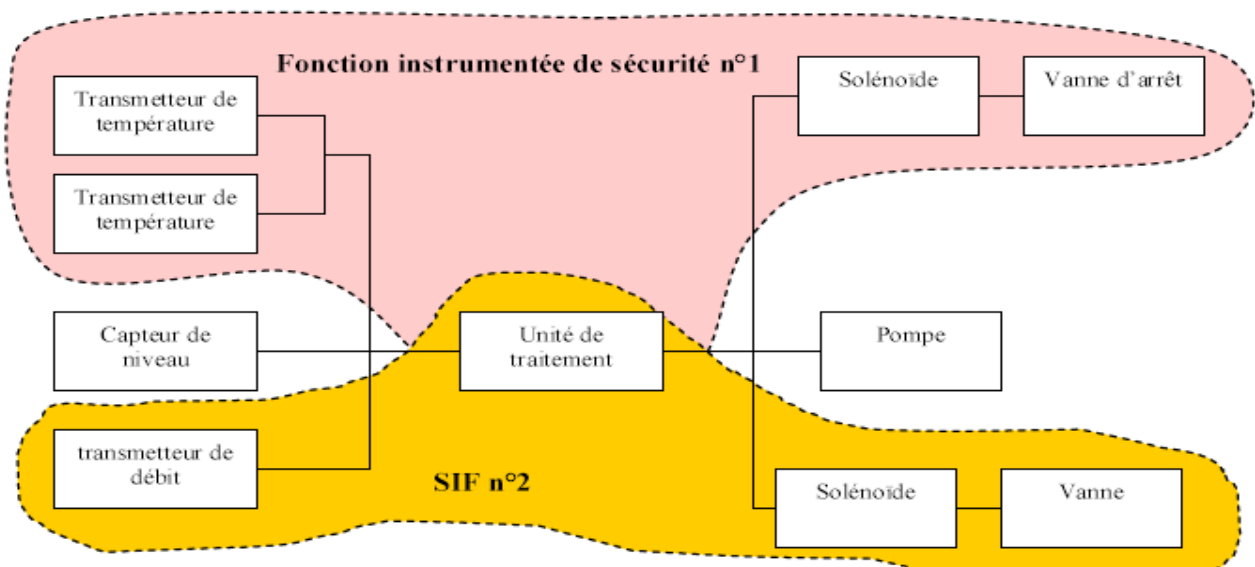 Fonction instrumentée de sécurité n°1
Transmetteur de
température
Transmetteur de
température
Solénoïde
Vanne d'arrêt
Capteur de
niveau
Unité de
traitement
Pompe
transmetteur de
débit
SIF n°2
Solénoïde
Vanne